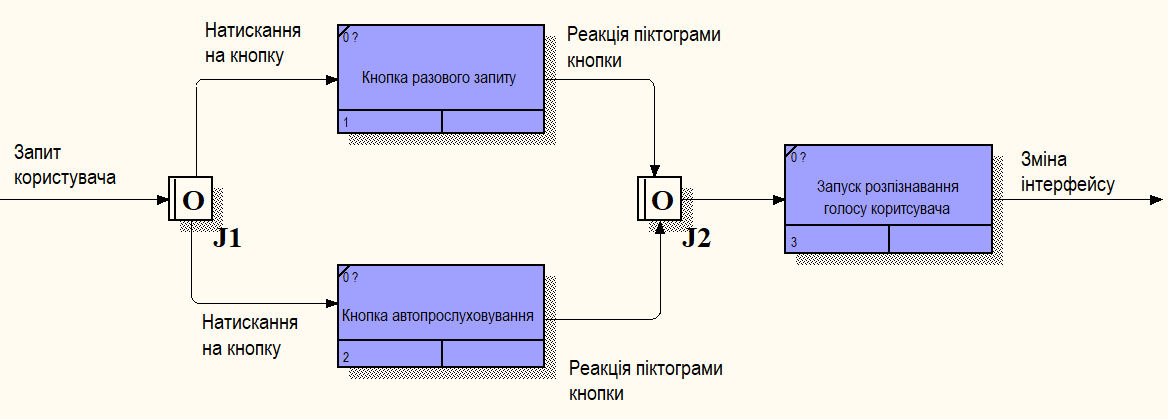 Запит
користувача
O
J1
Натискання
на кнопку
0 ?
Кнопка разового запиту
1
Реакція піктограми
кнопки
Натискання
на кнопку
0 ?
Кнопка автопрослуховування
2
Реакція піктограми
кнопки
O
J2
0 ?
Запуск розпізнавання
голосу коритсувача
3
Зміна
інтерфейсу